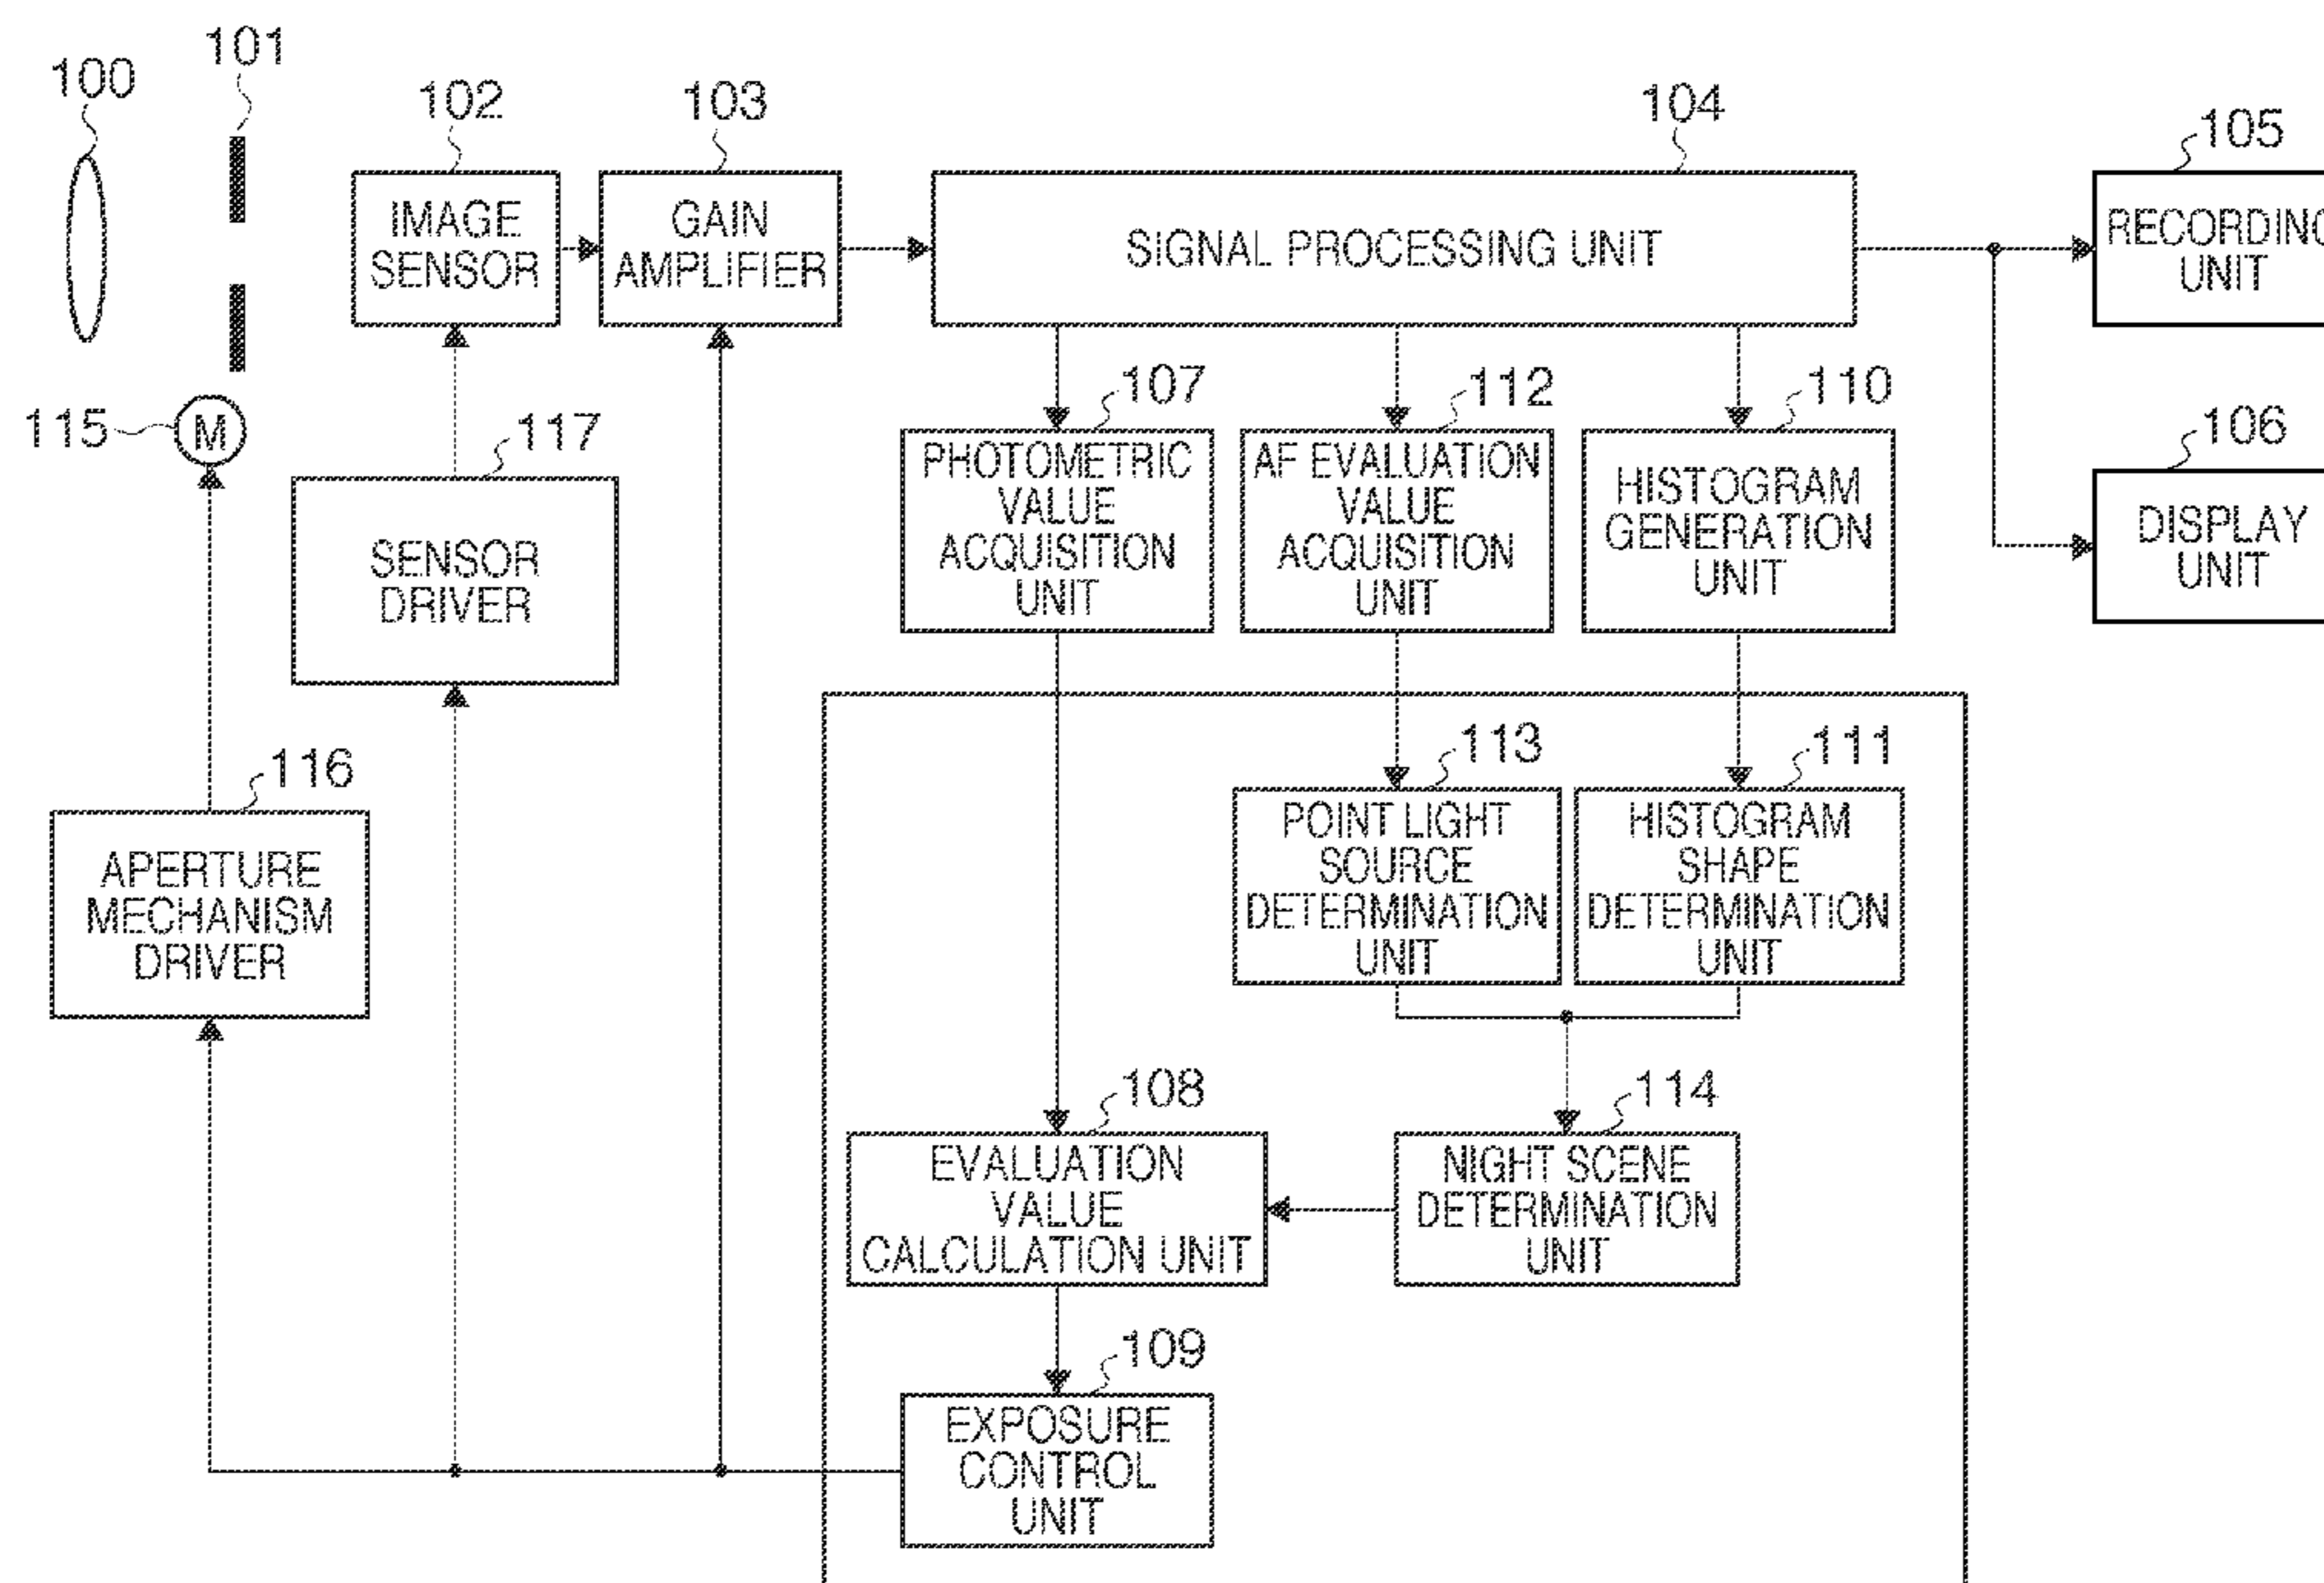 101
100
102
103
104
105
IMAGE
SENSOR
GAIN
AMPLIFIER
SIGNAL PROCESSING UNIT
RECORDING
UNIT
115
M
117
107
112
110
106
PHOTOMETRIC
VALUE
ACQUISITION
UNIT
AF EVALUATION
VALUE
ACQUISITION
UNIT
HISTOGRAM
GENERATION
UNIT
DISPLAY
UNIT
SENSOR
DRIVER
116
113
111
APERTURE
MECHANISM
DRIVER
POINT LIGHT
SOURCE
DETERMINATION
UNIT
HISTOGRAM
SHAPE
DETERMINATION
UNIT
108
114
EVALUATION
VALUE
CALCULATION UNIT
NIGHT SCENE
DETERMINATION
UNIT
109
EXPOSURE
CONTROL
UNIT